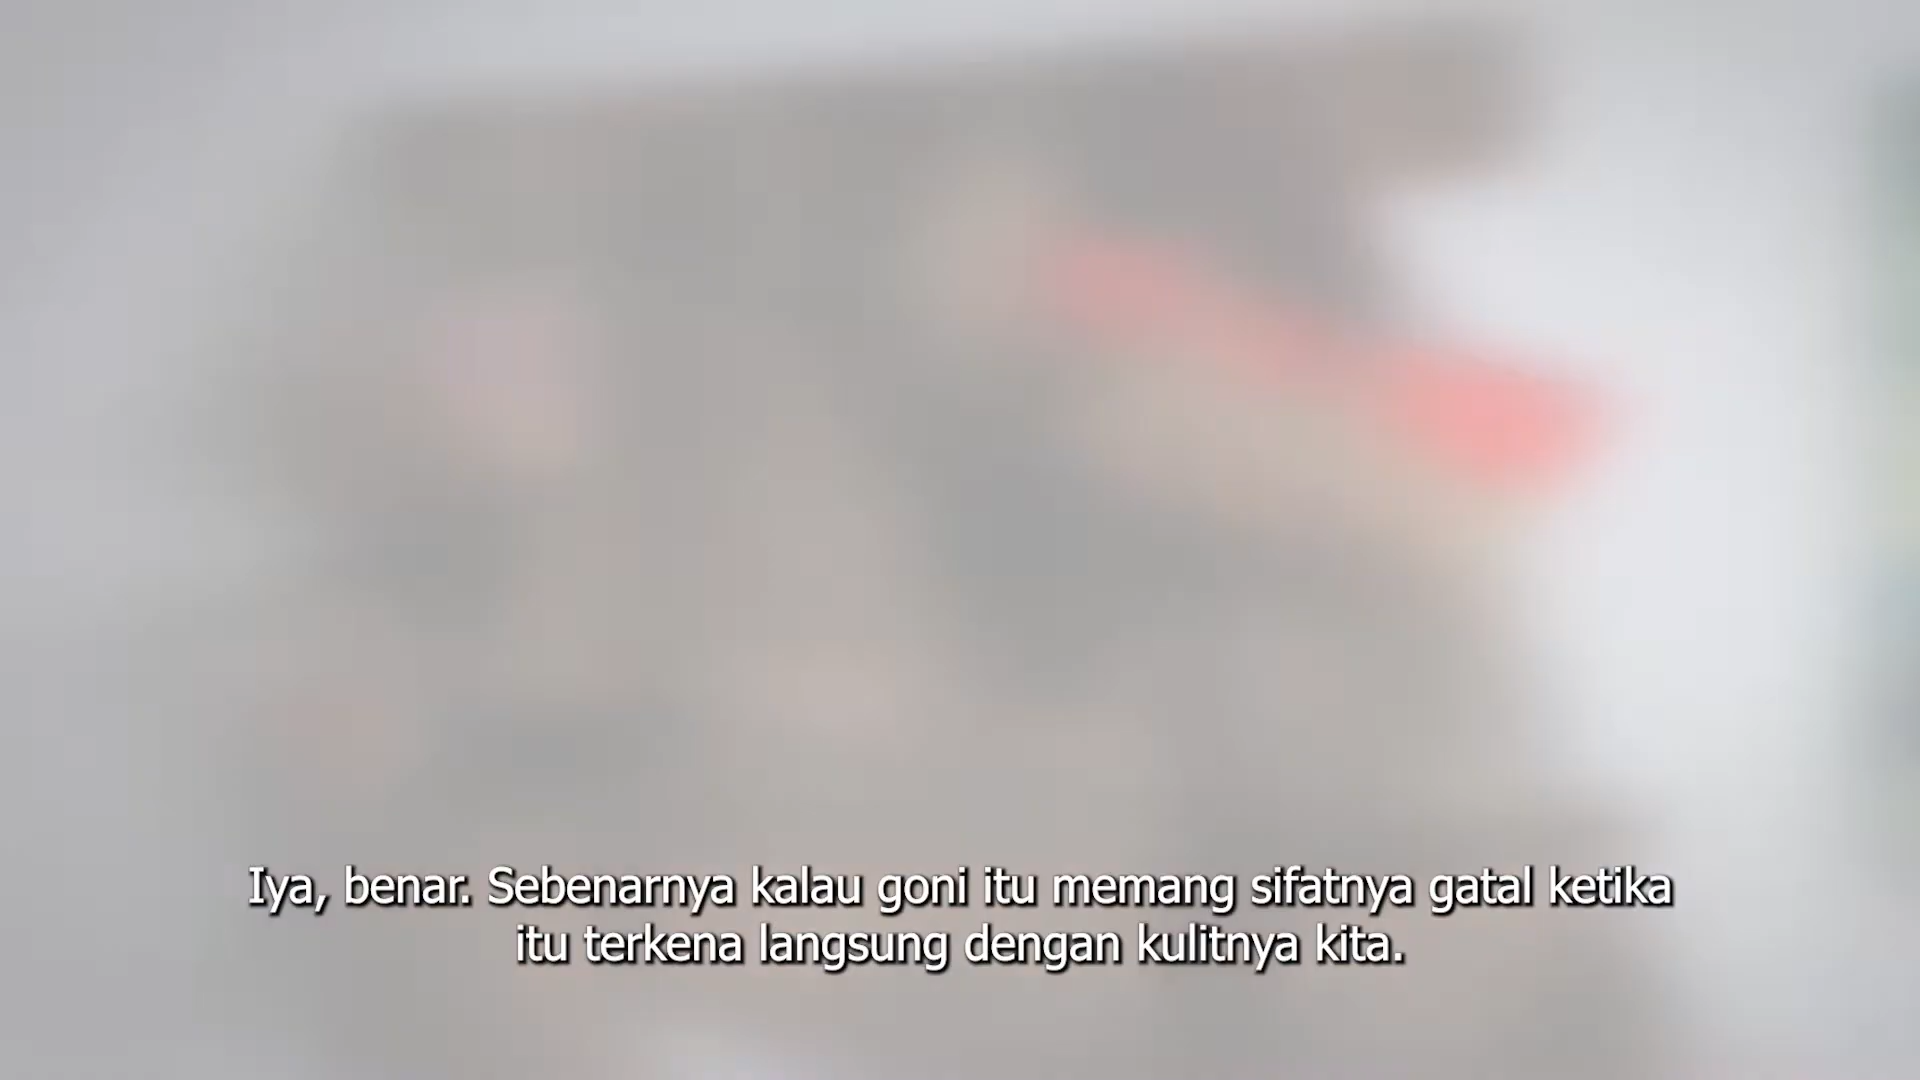 Iya, benar. Sebenarnya kalau goni itu memang sifatnya gatal ketika
itu terkena langsung dengan kulitnya kita.